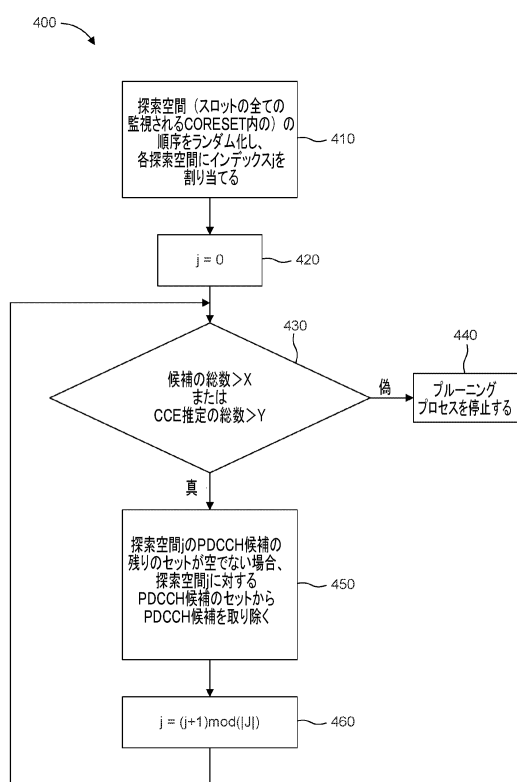 400
探索空間（スロットの全ての
監視されるCORESET内の）の
順序をランダム化し、
各探索空間にインデックスjを
割り当てる
410
j = 0
420
430
候補の総数＞X
または
CCE推定の総数＞Y
偽
440
プルーニング
プロセスを停止する
真
探索空間jのPDCCH候補の
残りのセットが空でない場合、
探索空間jに対する
PDCCH候補のセットから
PDCCH候補を取り除く
450
j = (j+1)mod(|J|)
460